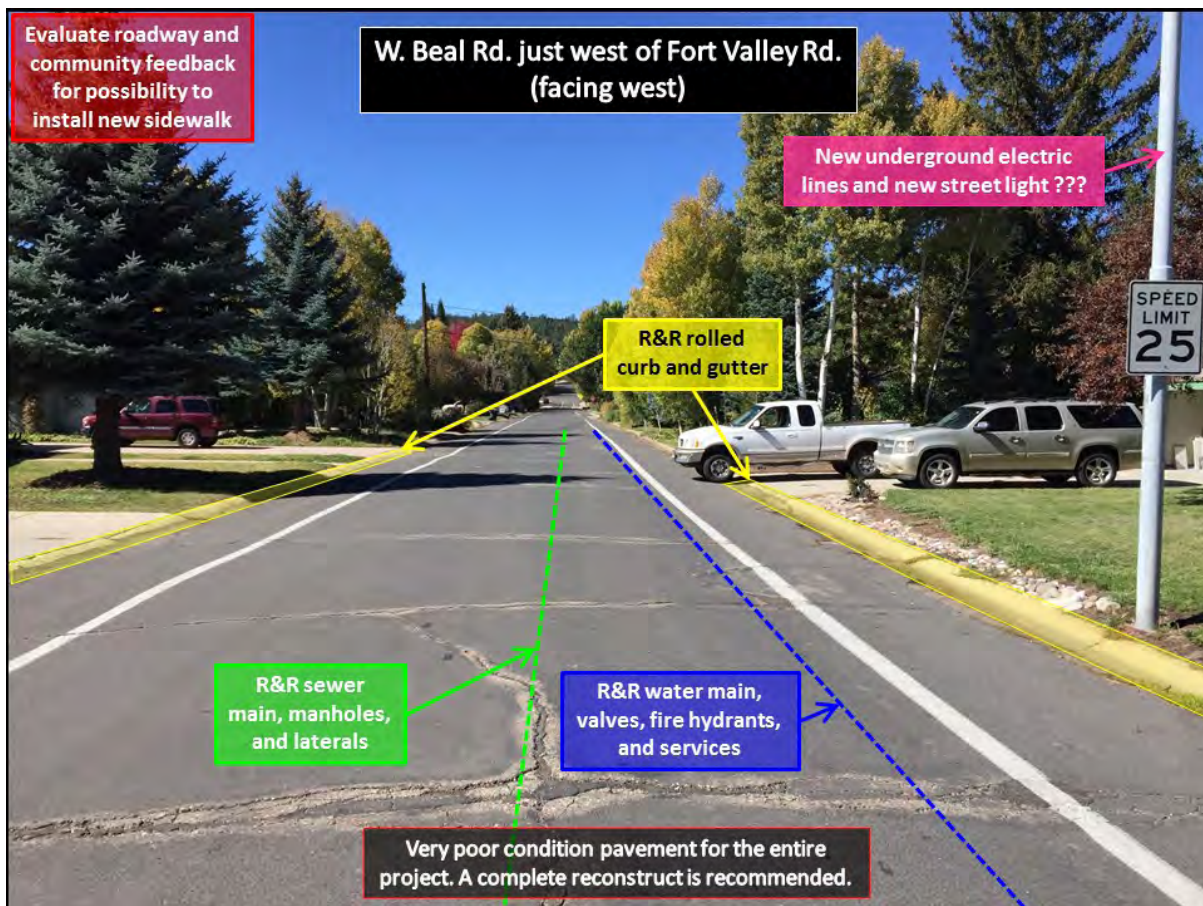 Evaluate roadway and
community feedback
for possibility to
install new sidewalk
W. Beal Rd. just west of Fort Valley Rd.
(facing west)
New underground electric
lines and new street light ???
SPEED
LIMIT
25
R&R rolled
curb and gutter
R&R sewer
main, manholes,
and laterals
R&R water main,
valves, fire hydrants,
and services
Very poor condition pavement for the entire
project. A complete reconstruct is recommended.